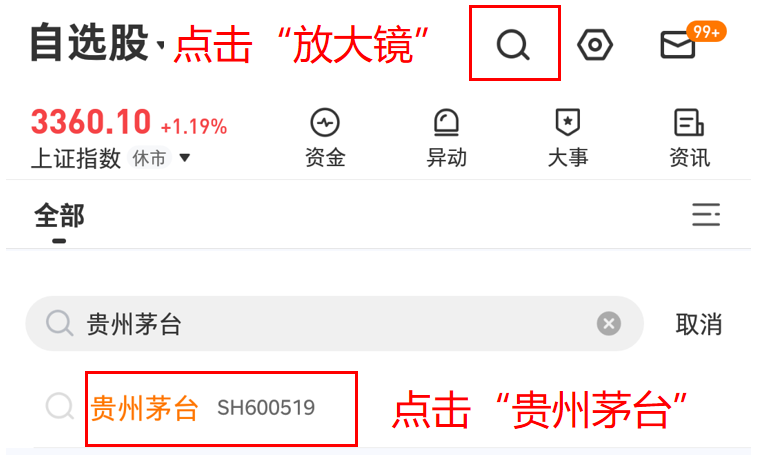 自选股 点击“放大镜” 99+
3360.10 +1.19%
上证指数 休市 资金 异动 大事 资讯
全部
贵州茅台 取消
贵州茅台 SH600519 点击“贵州茅台”